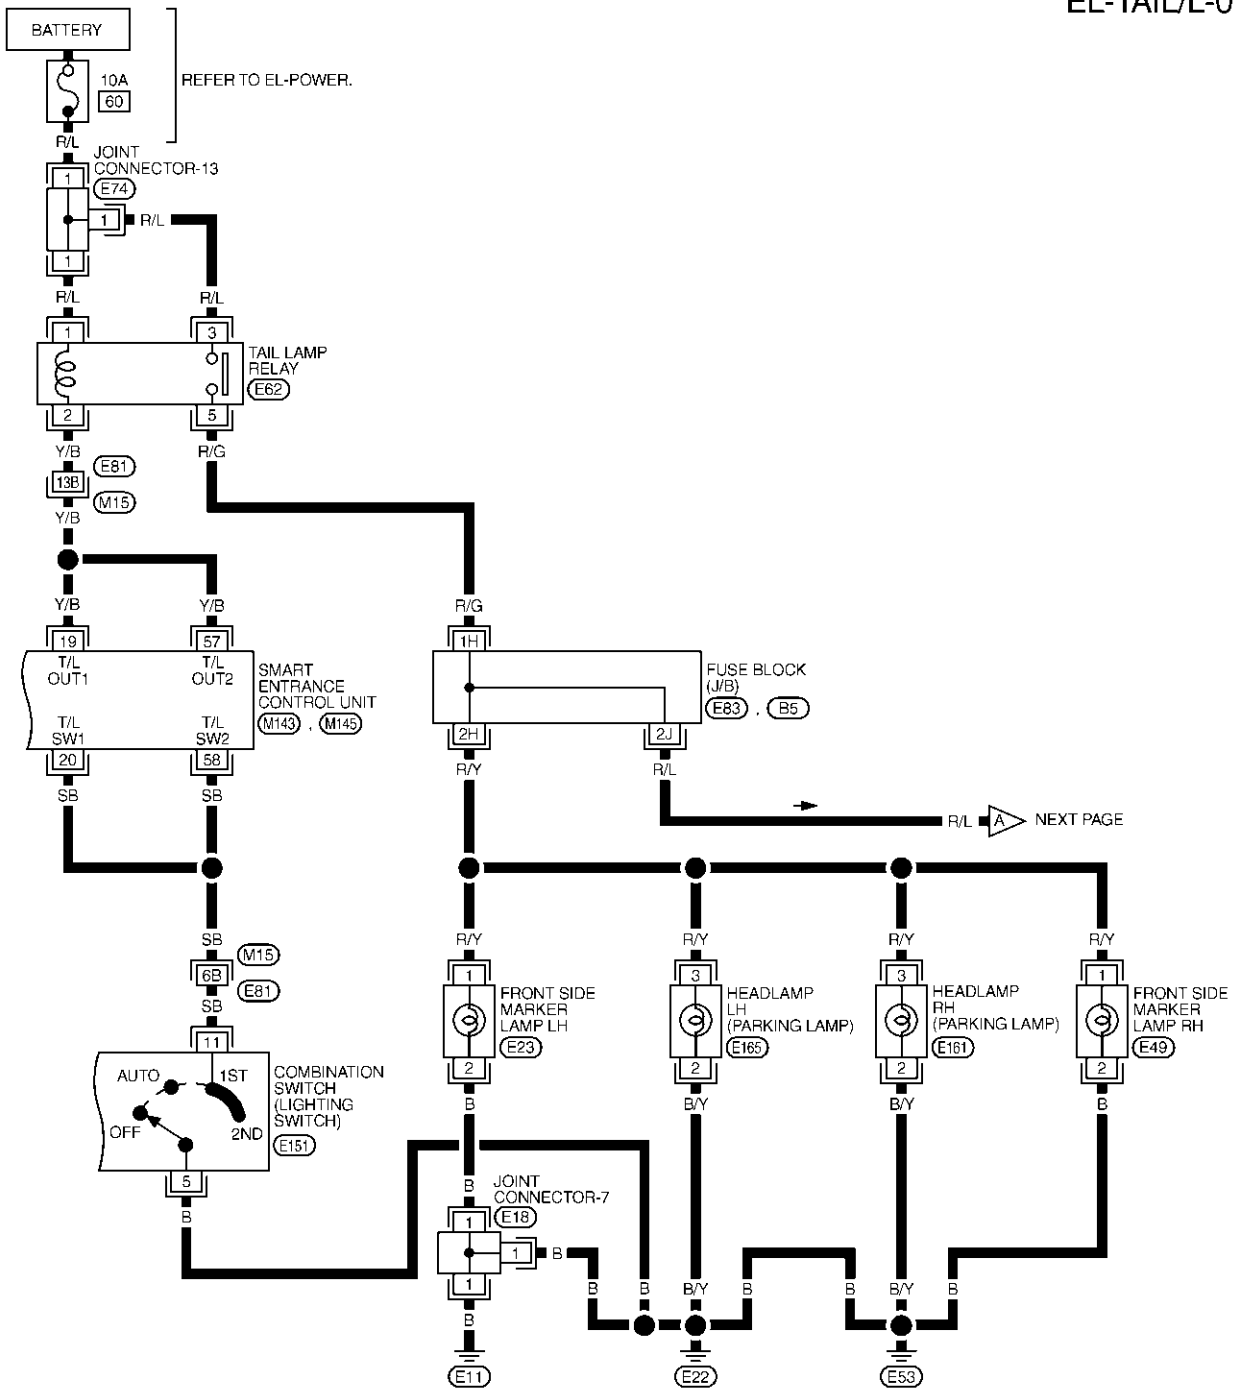 EL-TAIL/L-0
BATTERY
10A
60
REFER TO EL-POWER.
R/L
JOINT
CONNECTOR-13
1
E74
1
R/L
1
R/L
R/L
1
3
TAIL LAMP
RELAY
E62
2
5
Y/B
R/G
E81
13B
M15
Y/B
Y/B
Y/B
R/G
19
57
1H
T/L
OUT1
T/L
OUT2
SMART
ENTRANCE
CONTROL UNIT
M143 , M145
T/L
SW1
T/L
SW2
20
58
FUSE BLOCK
(J/B)
E83 , B5
2H
2J
SB
SB
R/Y
R/L
R/L
A
NEXT PAGE
SB
M15
6B
E81
SB
R/Y
R/Y
R/Y
R/Y
1
3
3
1
FRONT SIDE
MARKER
LAMP LH
E23
HEADLAMP
LH
(PARKING LAMP)
E165
HEADLAMP
RH
(PARKING LAMP)
E161
FRONT SIDE
MARKER
LAMP RH
E49
2
2
2
2
B
B/Y
B/Y
B
11
AUTO
1ST
OFF
2ND
COMBINATION
SWITCH
(LIGHTING
SWITCH)
E151
5
B
B
JOINT
CONNECTOR-7
1
E18
1
B
1
B
B
B
B/Y
B
B
B/Y
B
E11
E22
E53